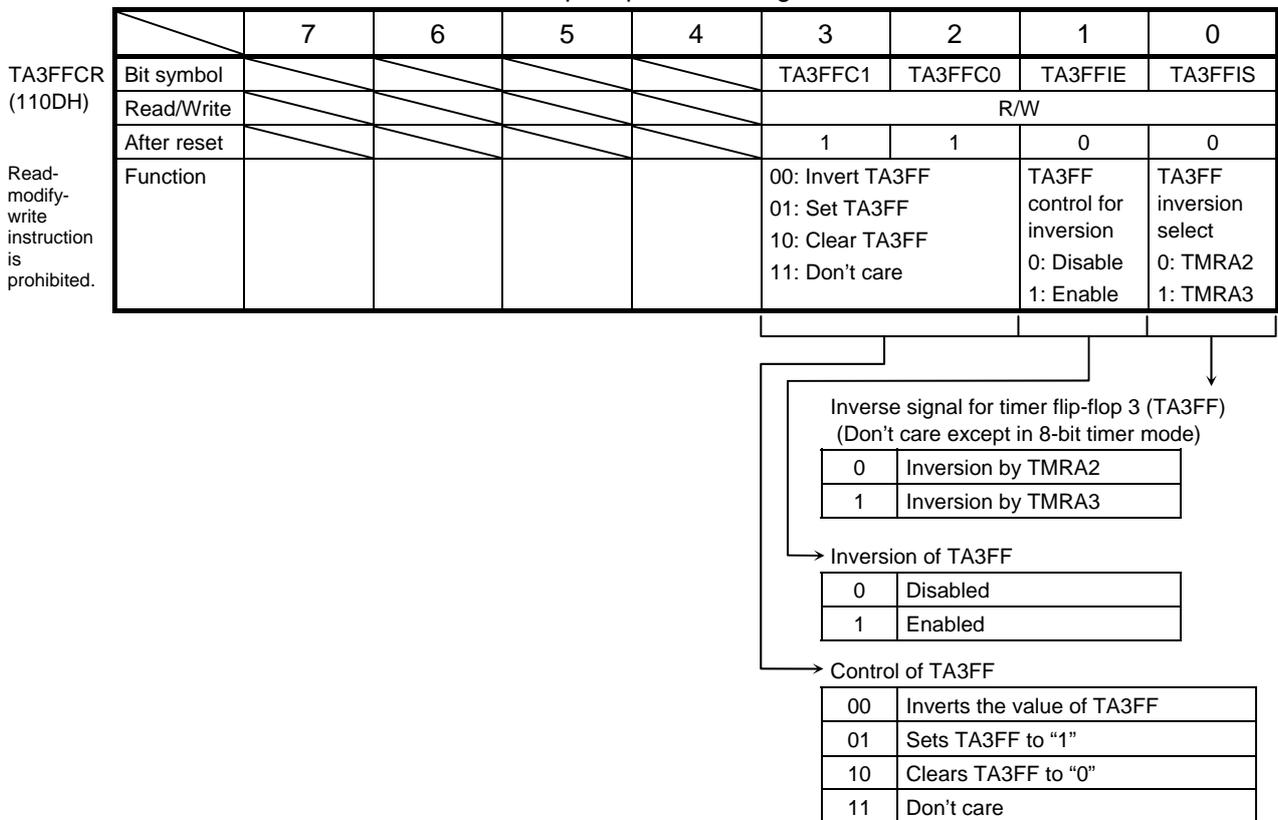 7 6 5 4 3 2 1 0
TA3FFCR
(110DH)
Bit symbol TA3FFC1 TA3FFC0 TA3FFIE TA3FFIS
Read/Write R/W
After reset 1 1 0 0
Read-
modify-
write
instruction
is
prohibited.
Function
00: Invert TA3FF
01: Set TA3FF
10: Clear TA3FF
11: Don't care
TA3FF
control for
inversion
0: Disable
1: Enable
TA3FF
inversion
select
0: TMRA2
1: TMRA3
Inverse signal for timer flip-flop 3 (TA3FF)
(Don't care except in 8-bit timer mode)
0 Inversion by TMRA2
1 Inversion by TMRA3
Inversion of TA3FF
0 Disabled
1 Enabled
Control of TA3FF
00 Inverts the value of TA3FF
01 Sets TA3FF to “1”
10 Clears TA3FF to “0”
11 Don't care